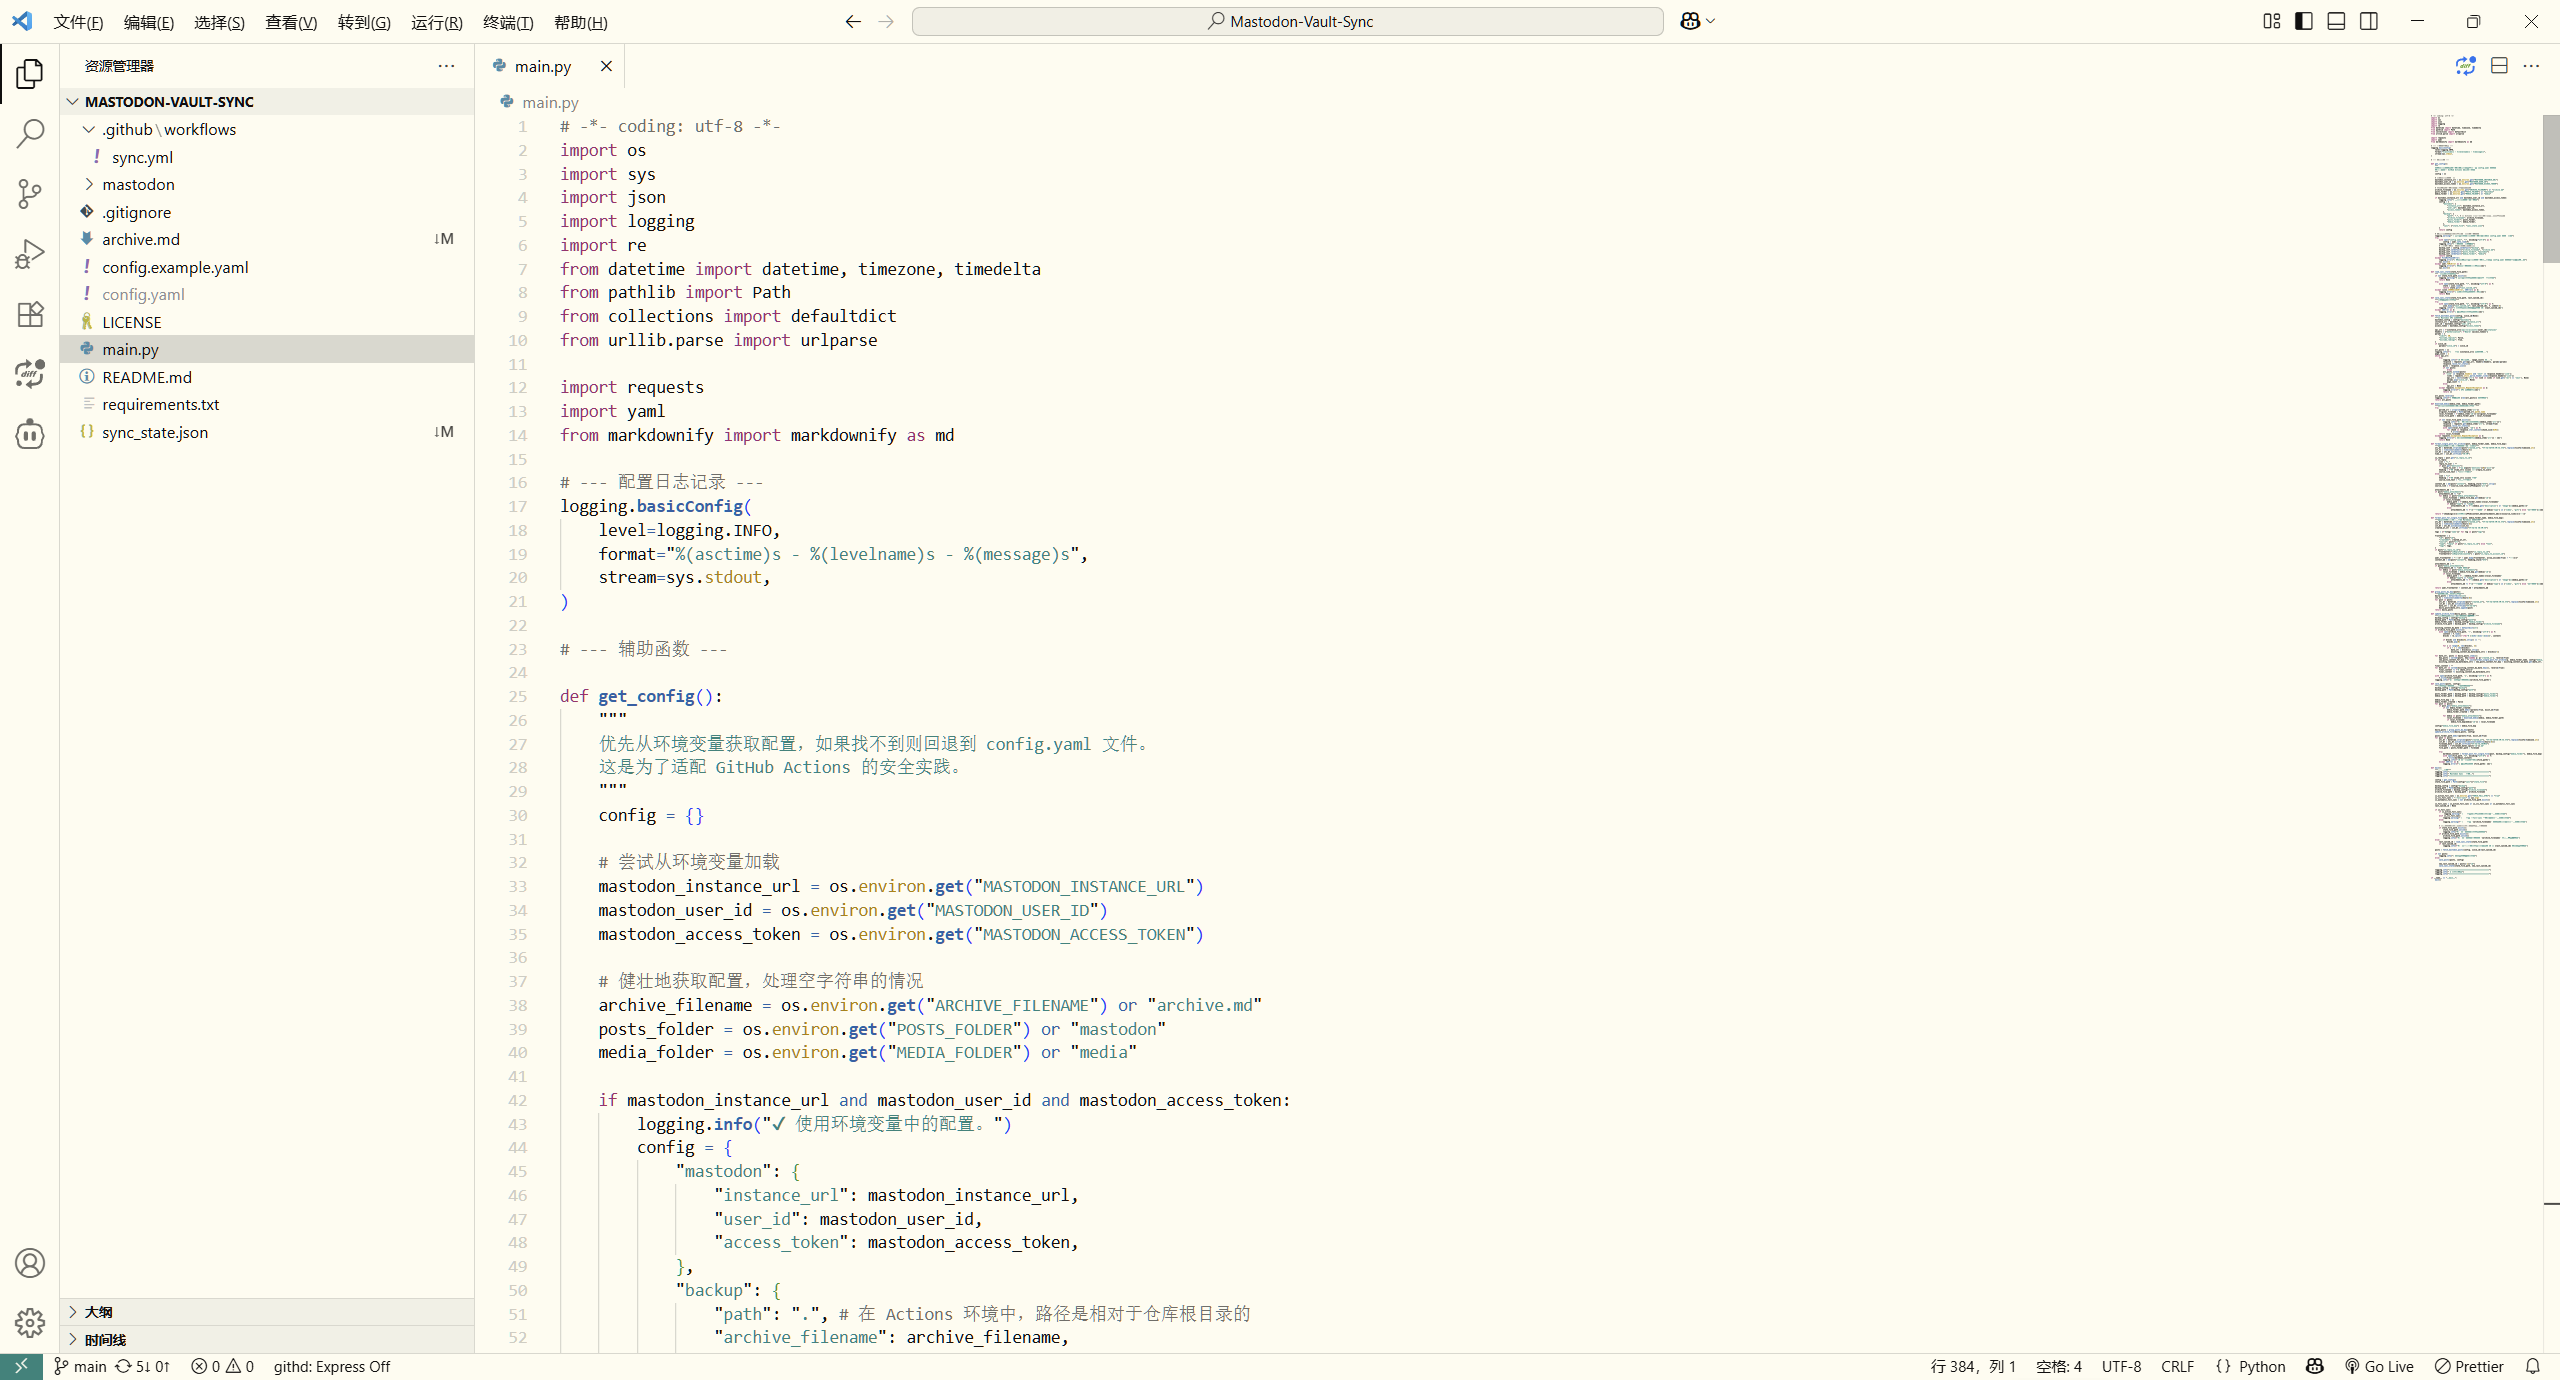 文件(F) 编辑(E) 选择(S) 查看(V) 转到(G) 运行(R) 终端(T) 帮助(H)
Mastodon-Vault-Sync
资源管理器
MASTODON-VAULT-SYNC
.github\workflows
sync.yml
mastodon
.gitignore
archive.md ↓M
config.example.yaml
config.yaml
LICENSE
main.py
README.md
requirements.txt
sync_state.json ↓M
大纲
时间线
main.py
main.py
1 # -*- coding: utf-8 -*-
2 import os
3 import sys
4 import json
5 import logging
6 import re
7 from datetime import datetime, timezone, timedelta
8 from pathlib import Path
9 from collections import defaultdict
10 from urllib.parse import urlparse
11
12 import requests
13 import yaml
14 from markdownify import markdownify as md
15
16 # --- 配置日志记录 ---
17 logging.basicConfig(
18     level=logging.INFO,
19     format="%(asctime)s - %(levelname)s - %(message)s",
20     stream=sys.stdout,
21 )
22
23 # --- 辅助函数 ---
24
25 def get_config():
26     """
27     优先从环境变量获取配置，如果找不到则回退到 config.yaml 文件。
28     这是为了适配 GitHub Actions 的安全实践。
29     """
30     config = {}
31
32     # 尝试从环境变量加载
33     mastodon_instance_url = os.environ.get("MASTODON_INSTANCE_URL")
34     mastodon_user_id = os.environ.get("MASTODON_USER_ID")
35     mastodon_access_token = os.environ.get("MASTODON_ACCESS_TOKEN")
36
37     # 健壮地获取配置，处理空字符串的情况
38     archive_filename = os.environ.get("ARCHIVE_FILENAME") or "archive.md"
39     posts_folder = os.environ.get("POSTS_FOLDER") or "mastodon"
40     media_folder = os.environ.get("MEDIA_FOLDER") or "media"
41
42     if mastodon_instance_url and mastodon_user_id and mastodon_access_token:
43         logging.info("✓ 使用环境变量中的配置。")
44         config = {
45             "mastodon": {
46                 "instance_url": mastodon_instance_url,
47                 "user_id": mastodon_user_id,
48                 "access_token": mastodon_access_token,
49             },
50             "backup": {
51                 "path": ".", # 在 Actions 环境中，路径是相对于仓库根目录的
52                 "archive_filename": archive_filename,
main 5↓ 0↑ 0 0 githd: Express Off 行 384，列 1 空格: 4 UTF-8 CRLF {} Python Go Live Prettier